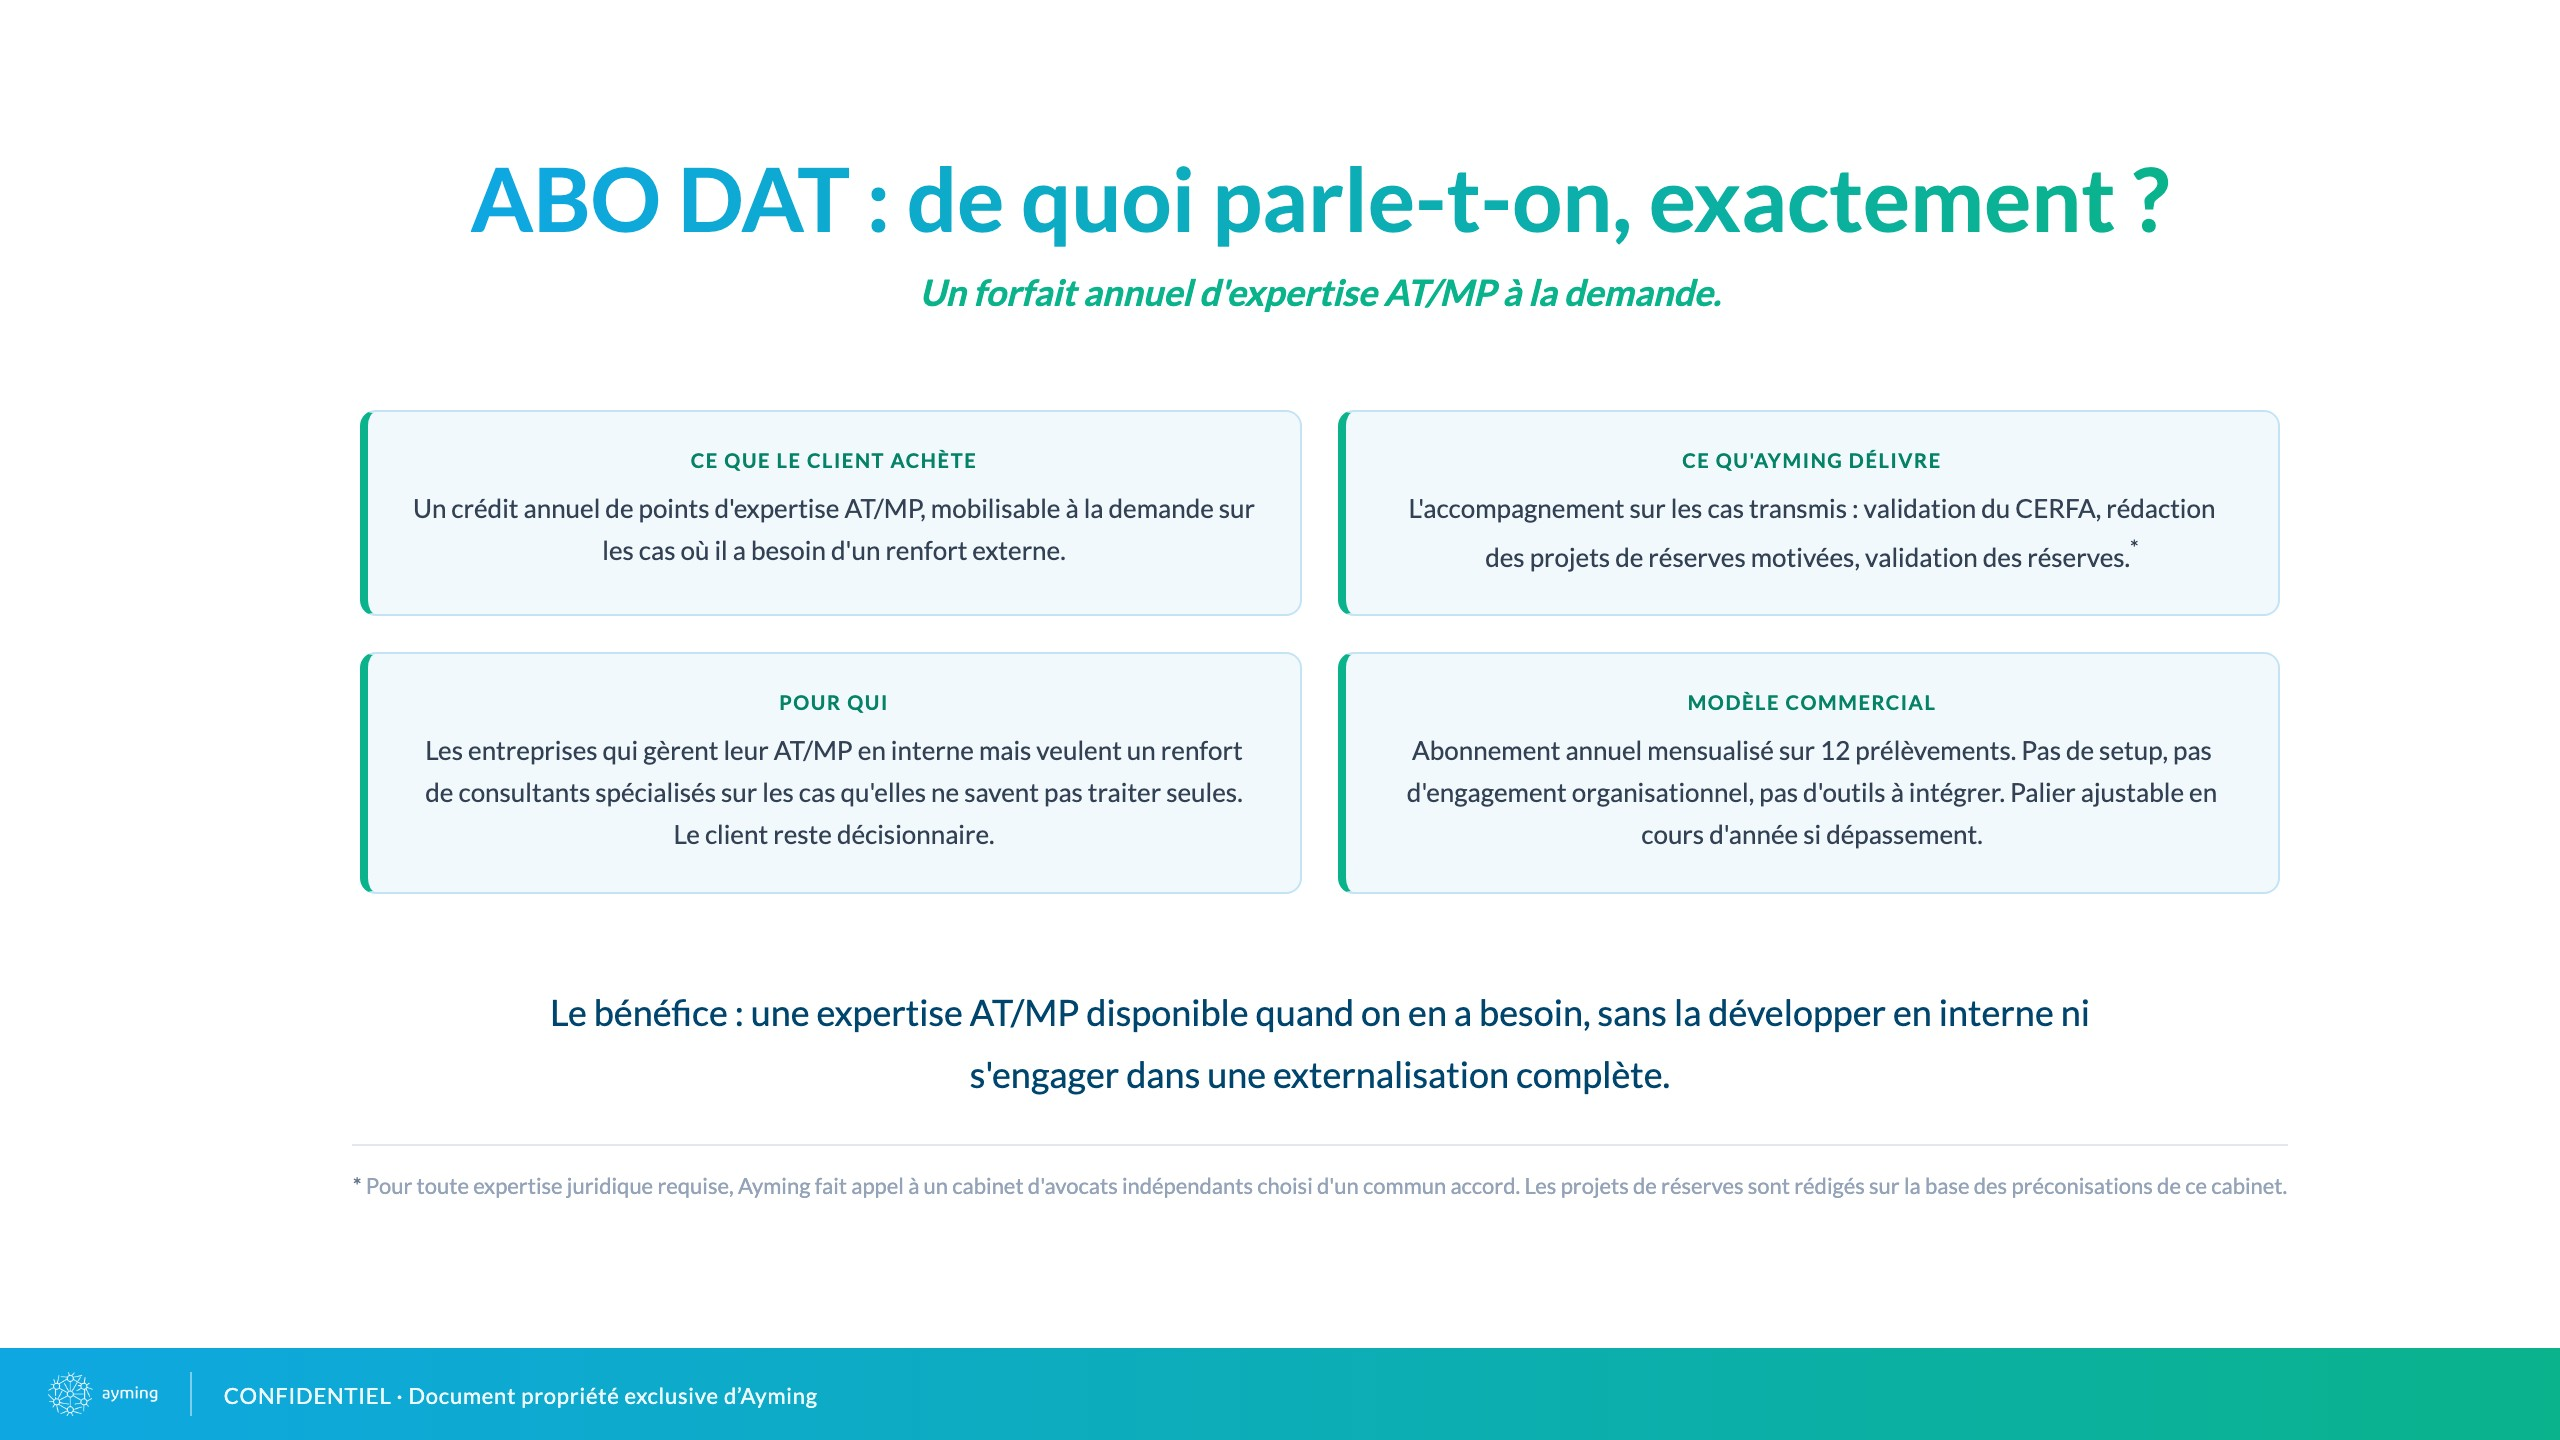 ABO DAT : de quoi parle-t-on, exactement ?
Un forfait annuel d'expertise AT/MP à la demande.
CE QUE LE CLIENT ACHÈTE
Un crédit annuel de points d'expertise AT/MP, mobilisable à la demande sur
les cas où il a besoin d'un renfort externe.
CE QU'AYMING DÉLIVRE
L'accompagnement sur les cas transmis : validation du CERFA, rédaction
des projets de réserves motivées, validation des réserves.*
POUR QUI
Les entreprises qui gèrent leur AT/MP en interne mais veulent un renfort
de consultants spécialisés sur les cas qu'elles ne savent pas traiter seules.
Le client reste décisionnaire.
MODÈLE COMMERCIAL
Abonnement annuel mensualisé sur 12 prélèvements. Pas de setup, pas
d'engagement organisationnel, pas d'outils à intégrer. Palier ajustable en
cours d'année si dépassement.
Le bénéfice : une expertise AT/MP disponible quand on en a besoin, sans la développer en interne ni
s'engager dans une externalisation complète.
* Pour toute expertise juridique requise, Ayming fait appel à un cabinet d'avocats indépendants choisi d'un commun accord. Les projets de réserves sont rédigés sur la base des préconisations de ce cabinet.
ayming
CONFIDENTIEL · Document propriété exclusive d’Ayming